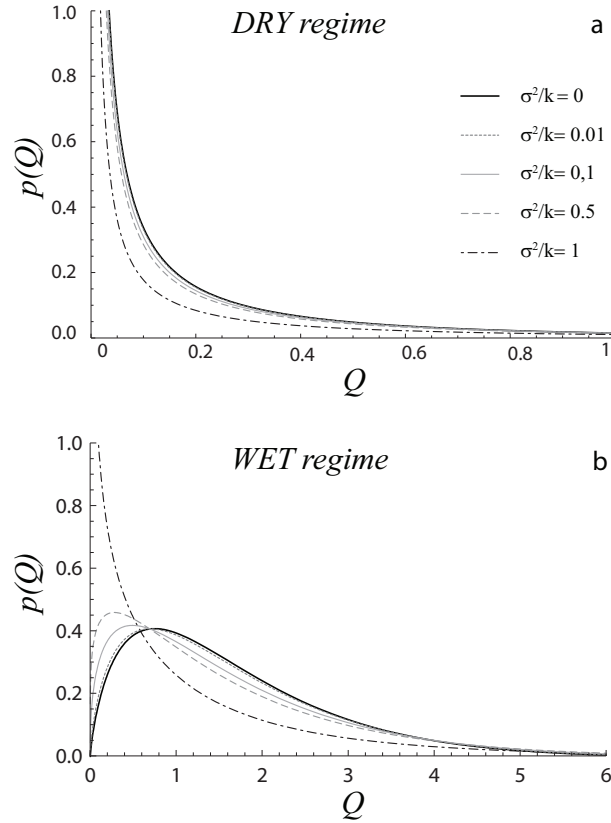 DRY regime
a
1.0
0.8
0.6
0.4
0.2
0.0
p(Q)
σ²/k = 0
σ²/k = 0.01
σ²/k = 0,1
σ²/k = 0.5
σ²/k = 1
0
0.2
0.4
0.6
0.8
1
Q
WET regime
b
1.0
0.8
0.6
0.4
0.2
0.0
p(Q)
0
1
2
3
4
5
6
Q